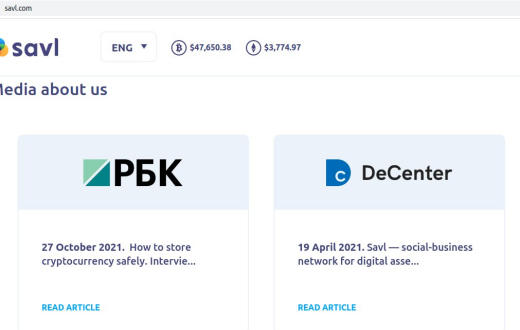 savl.com
savl
ENG
$47,650.38
$3,774.97
Media about us
РБК
DeCenter
27 October 2021. How to store
cryptocurrency safely. Intervie...
19 April 2021. Savl — social-business
network for digital asse...
READ ARTICLE
READ ARTICLE